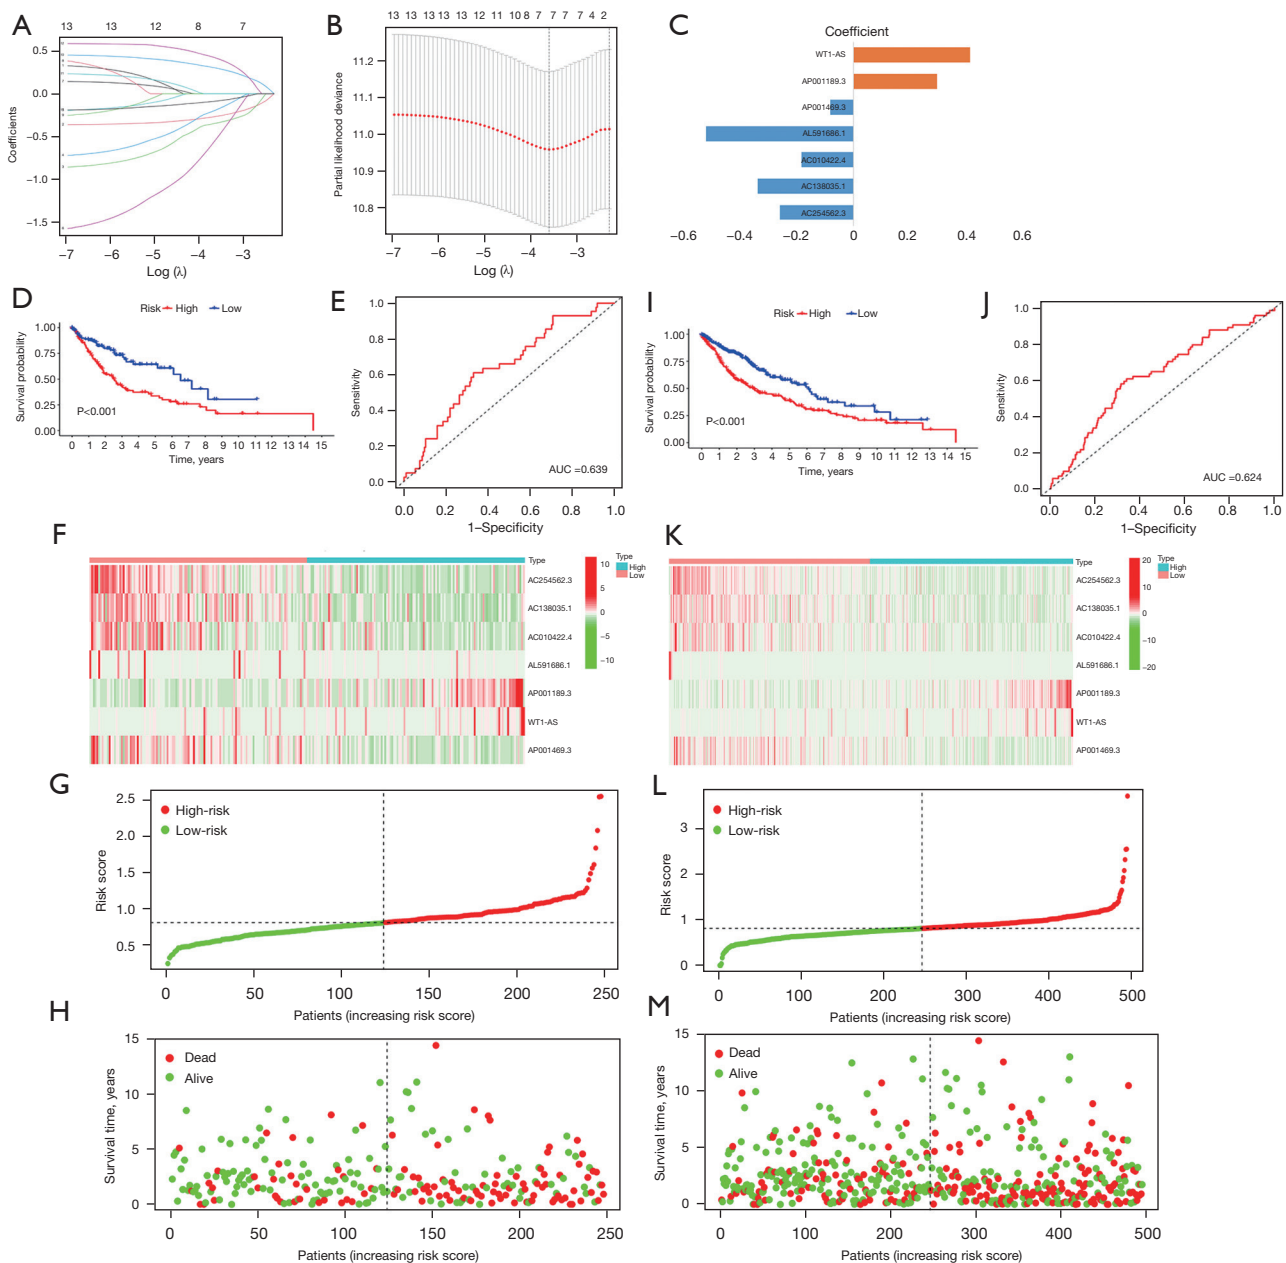 A
13 13 12 8 7
0.5
0.0
−0.5
−1.0
−1.5
Coefficients
−7 −6 −5 −4 −3
Log (λ)
B
13 13 13 13 13 12 11 10 8 7 7 7 7 4 2
11.2
11.1
11.0
10.9
10.8
Partial likelihood deviance
−7 −6 −5 −4 −3
Log (λ)
C
Coefficient
WT1-AS
AP001189.3
AP001469.3
AL591686.1
AC010422.4
AC138035.1
AC254562.3
−0.6 −0.4 −0.2 0 0.2 0.4 0.6
D
Risk High Low
1.00
0.75
0.50
0.25
0.00
Survival probability
P<0.001
0 1 2 3 4 5 6 7 8 9 10 11 12 13 14 15
Time, years
E
1.0
0.8
0.6
0.4
0.2
0.0
Sensitivity
AUC =0.639
0.0 0.2 0.4 0.6 0.8 1.0
1−Specificity
I
Risk High Low
1.00
0.75
0.50
0.25
0.00
Survival probability
P<0.001
0 1 2 3 4 5 6 7 8 9 10 11 12 13 14 15
Time, years
J
1.0
0.8
0.6
0.4
0.2
0.0
Sensitivity
AUC =0.624
0.0 0.2 0.4 0.6 0.8 1.0
1−Specificity
F
Type
AC254562.3
AC138035.1
AC010422.4
AL591686.1
AP001189.3
WT1-AS
AP001469.3
10
5
0
−5
−10
Type
High
Low
K
Type
AC254562.3
AC138035.1
AC010422.4
AL591686.1
AP001189.3
WT1-AS
AP001469.3
20
10
0
−10
−20
Type
High
Low
G
High-risk
Low-risk
2.5
2.0
1.5
1.0
0.5
Risk score
0 50 100 150 200 250
Patients (increasing risk score)
L
High-risk
Low-risk
3
2
1
0
Risk score
0 100 200 300 400 500
Patients (increasing risk score)
H
Dead
Alive
15
10
5
0
Survival time, years
0 50 100 150 200 250
Patients (increasing risk score)
M
Dead
Alive
15
10
5
0
Survival time, years
0 100 200 300 400 500
Patients (increasing risk score)